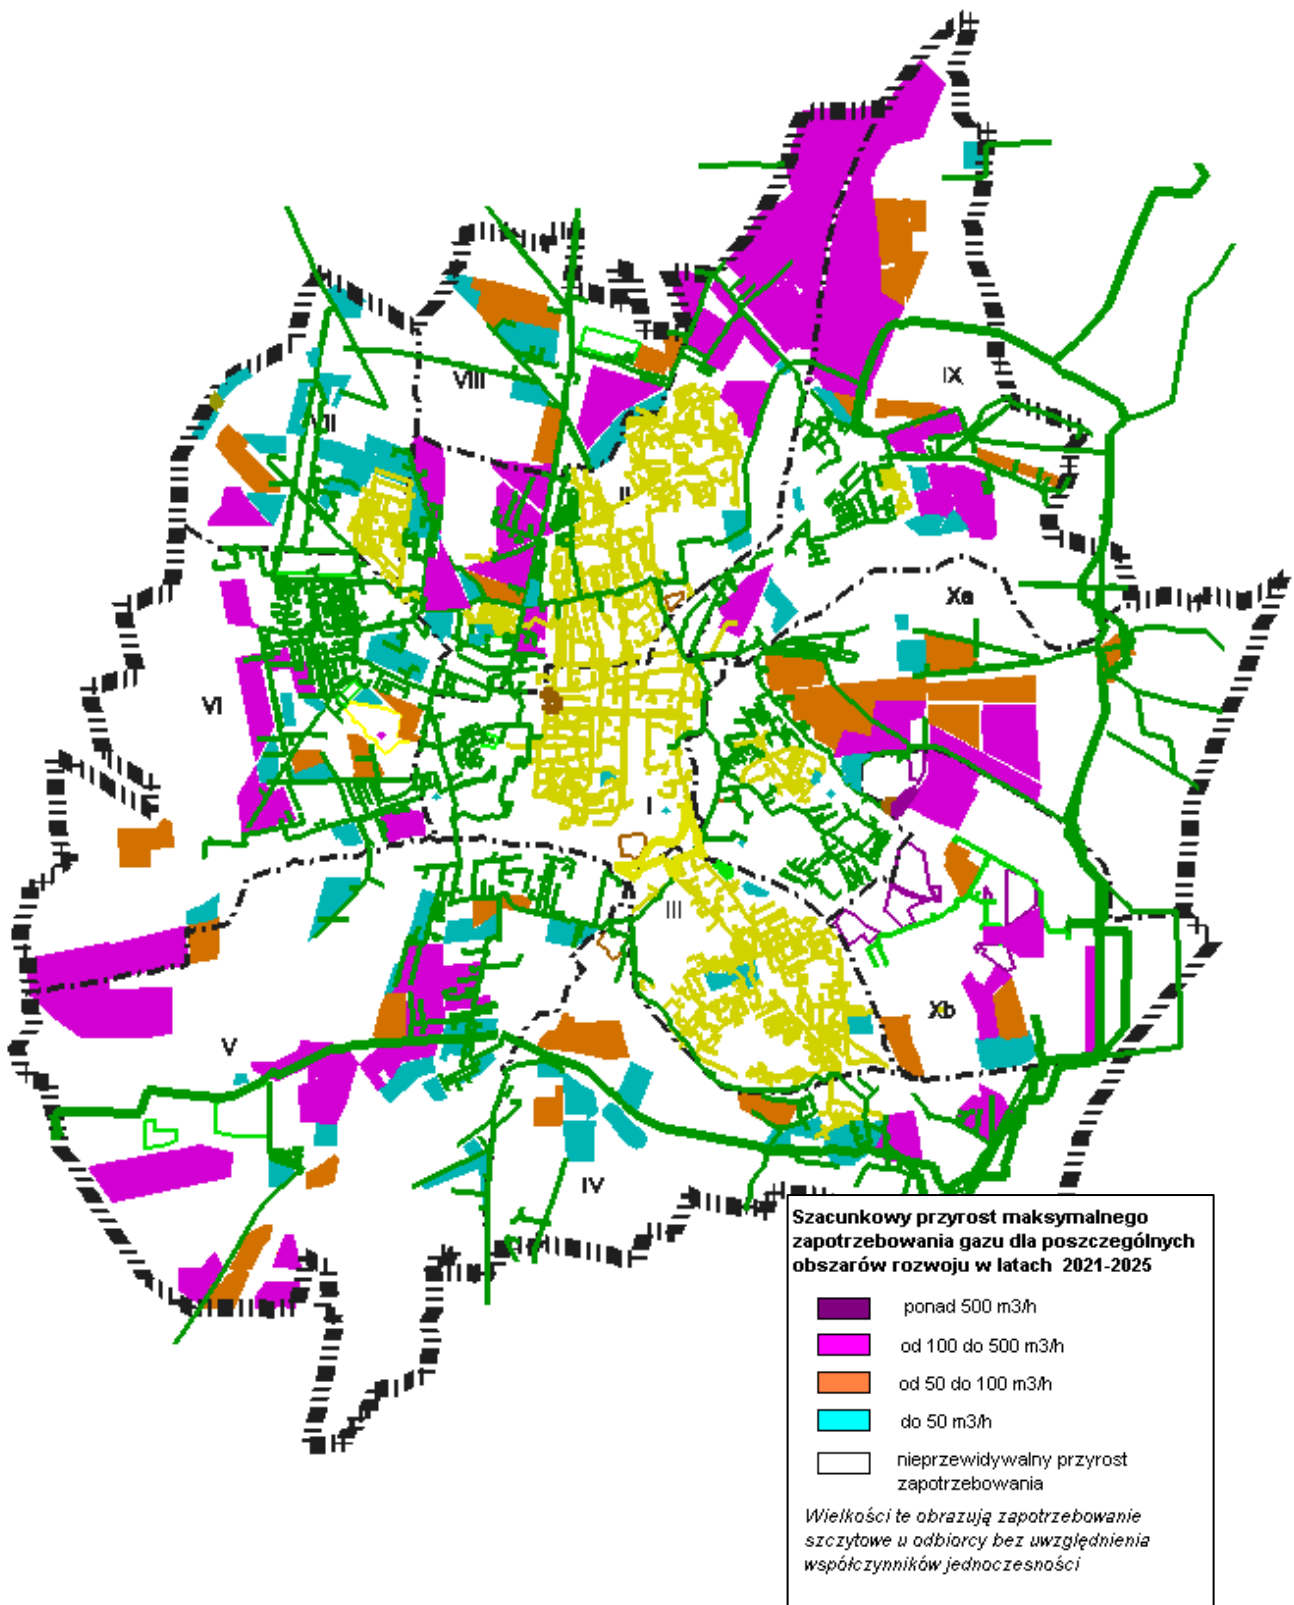 IX
VIII
VII
II
Xa
VI
I
III
Xb
V
IV
Szacunkowy przyrost maksymalnego
zapotrzebowania gazu dla poszczególnych
obszarów rozwoju w latach 2021-2025
ponad 500 m3/h
od 100 do 500 m3/h
od 50 do 100 m3/h
do 50 m3/h
nieprzewidywalny przyrost
zapotrzebowania
Wielkości te obrazują zapotrzebowanie
szczytowe u odbiorcy bez uwzględnienia
współczynników jednoczesności